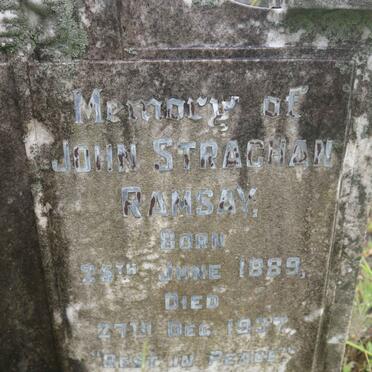 Memory of
JOHN STRACHAN
RAMSAY,
BORN
25TH JUNE 1889,
DIED
27TH DEC 1937.
"REST IN PEACE"